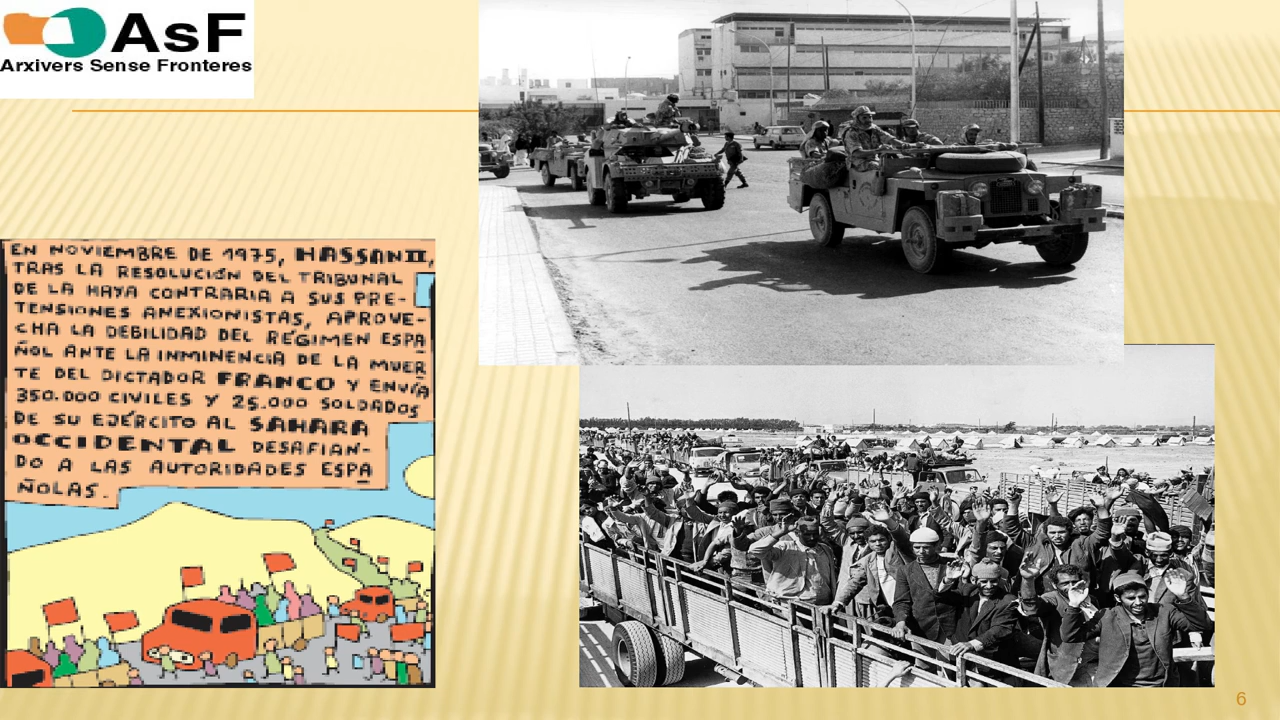 AsF
Arxivers Sense Fronteres
EN NOVIEMBRE DE 1975, HASSAN II,
TRAS LA RESOLUCIÓN DEL TRIBUNAL
DE LA HAYA CONTRARIA A SUS PRE-
TENSIONES ANEXIONISTAS, APROVE-
CHA LA DEBILIDAD DEL RÉGIMEN ESPA
ÑOL ANTE LA INMINENCIA DE LA MUER
TE DEL DICTADOR FRANCO Y ENVÍA
350.000 CIVILES Y 25.000 SOLDADOS
DE SU EJÉRCITO AL SAHARA
OCCIDENTAL DESAFIAN-
DO A LAS AUTORIDADES ESPA
ÑOLAS.
6